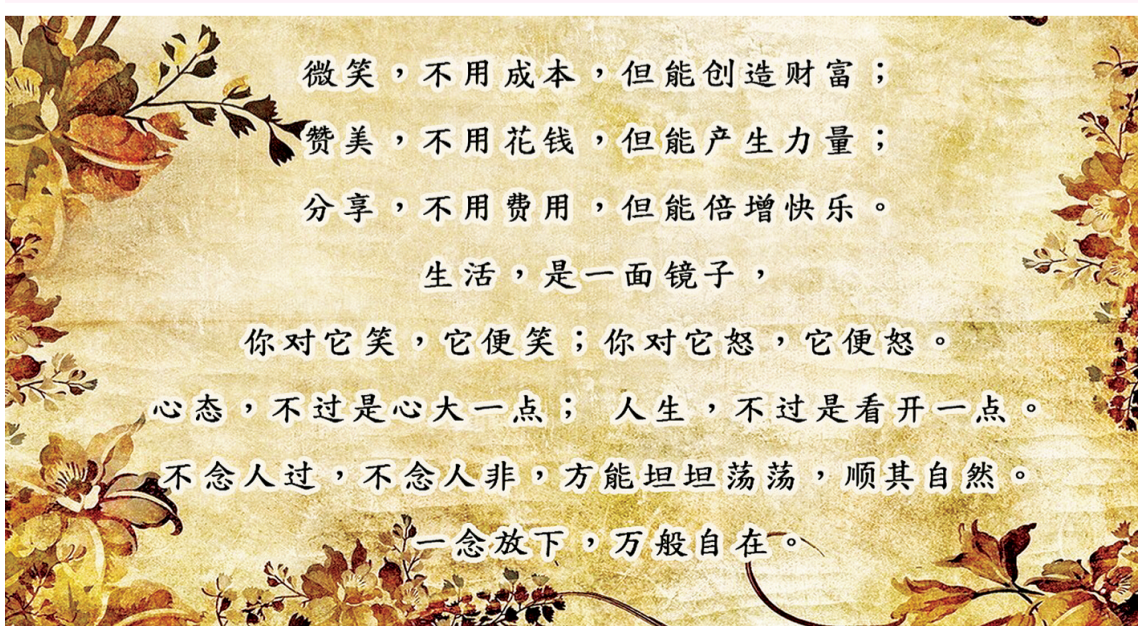 微笑，不用成本，但能创造财富；
赞美，不用花钱，但能产生力量；
分享，不用费用，但能倍增快乐。
生活，是一面镜子，
你对它笑，它便笑；你对它怒，它便怒。
心态，不过是心大一点； 人生，不过是看开一点。
不念人过，不念人非，方能坦坦荡荡，顺其自然。
一念放下，万般自在。